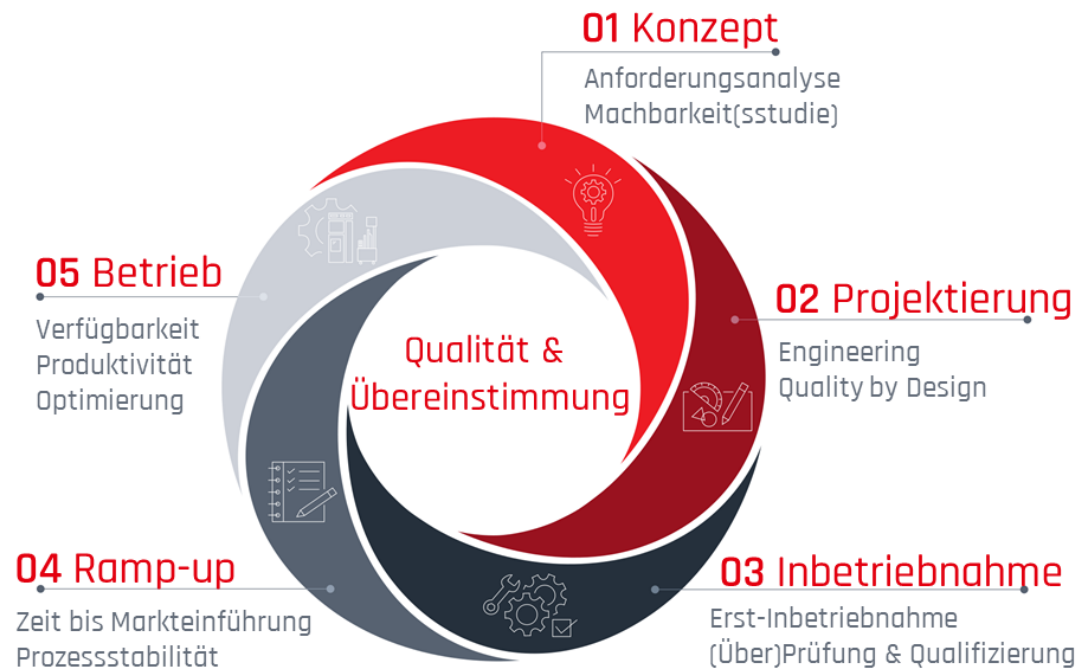 01 Konzept
Anforderungsanalyse
Machbarkeit(sstudie)
02 Projektierung
Engineering
Quality by Design
03 Inbetriebnahme
Erst-Inbetriebnahme
(Über)Prüfung & Qualifizierung
04 Ramp-up
Zeit bis Markteinführung
Prozessstabilität
05 Betrieb
Verfügbarkeit
Produktivität
Optimierung
Qualität &
Übereinstimmung